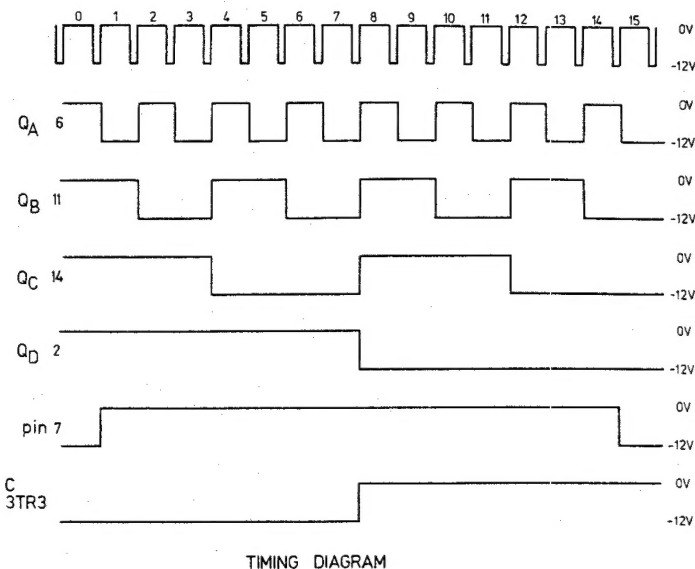 0 1 2 3 4 5 6 7 8 9 10 11 12 13 14 15 0V
-12V
QA 6 0V
-12V
QB 11 0V
-12V
QC 14 0V
-12V
QD 2 0V
-12V
pin 7 0V
-12V
C 0V
3TR3
-12V
TIMING DIAGRAM